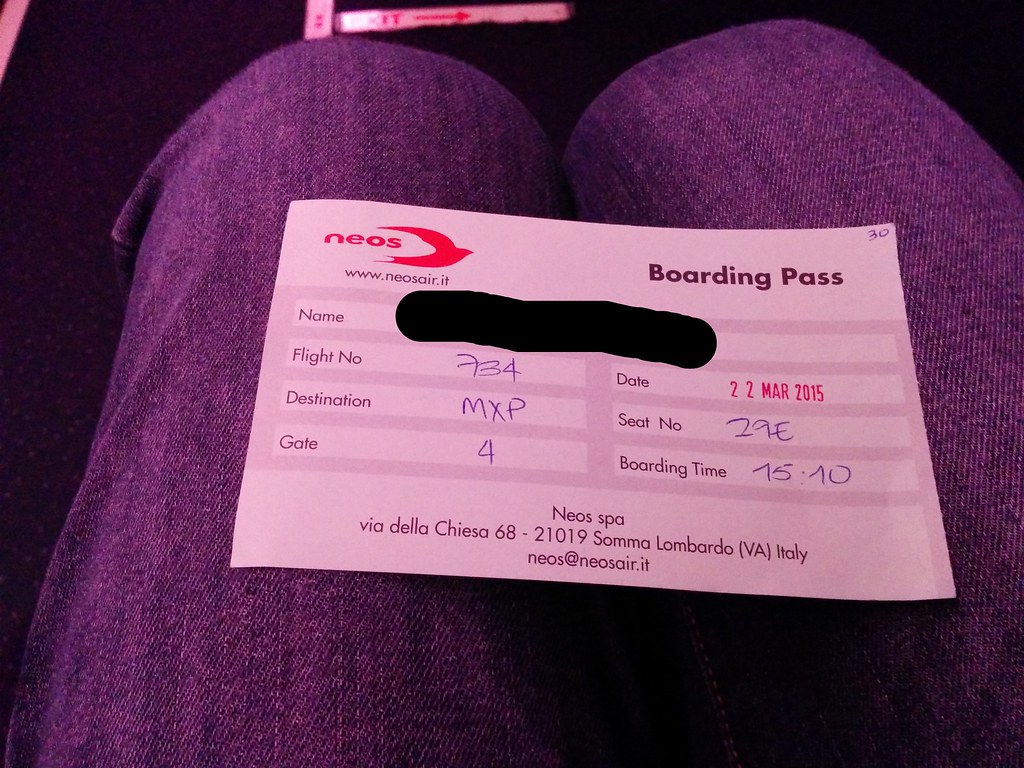 EXIT
30
neos
www.neosair.it
Boarding Pass
Name
Flight No 734
Destination MXP
Gate 4
Date 22 MAR 2015
Seat No 29E
Boarding Time 15:10
Neos spa
via della Chiesa 68 - 21019 Somma Lombardo (VA) Italy
neos@neosair.it